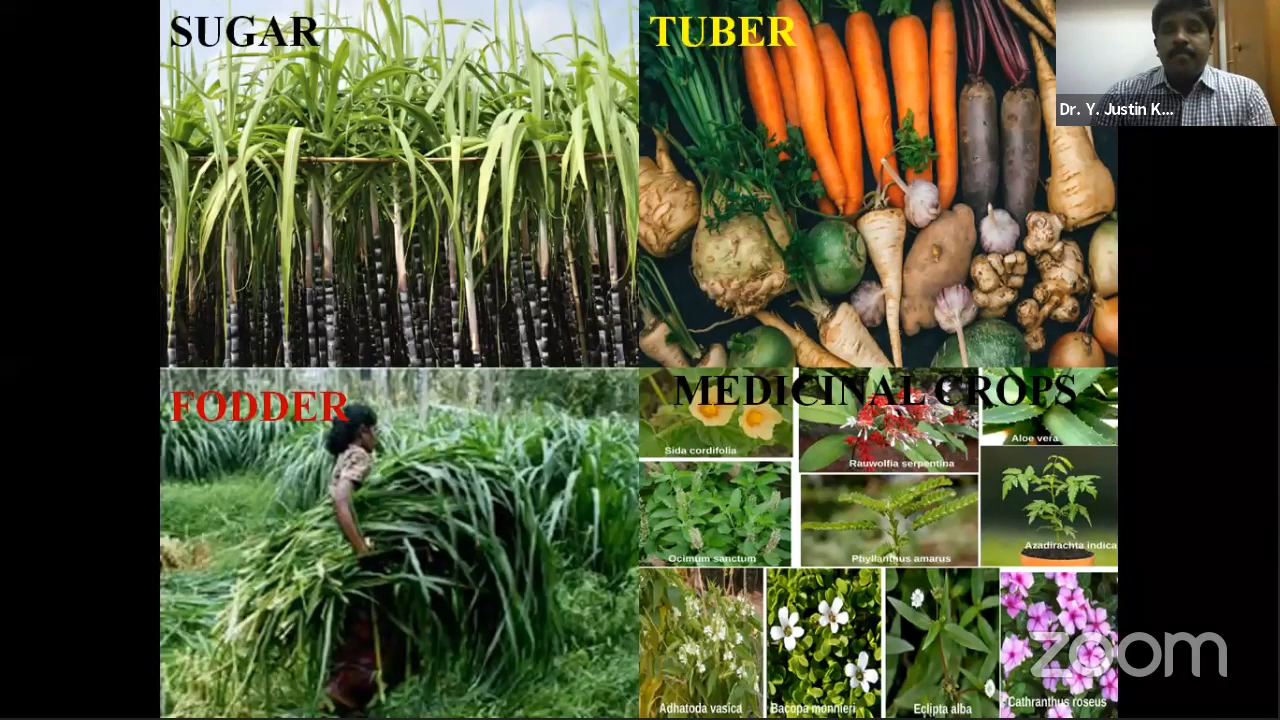 SUGAR
TUBER
Dr. Y. Justin K...
FODDER
MEDICINAL CROPS
Sida cordifolia
Rauwolfia serpentina
Aloe vera
Ocimum sanctum
Phyllanthus amarus
Azadirachta indica
Adhatoda vasica
Bacopa monnieri
Eclipta alba
Cathranthus roseus
zoom